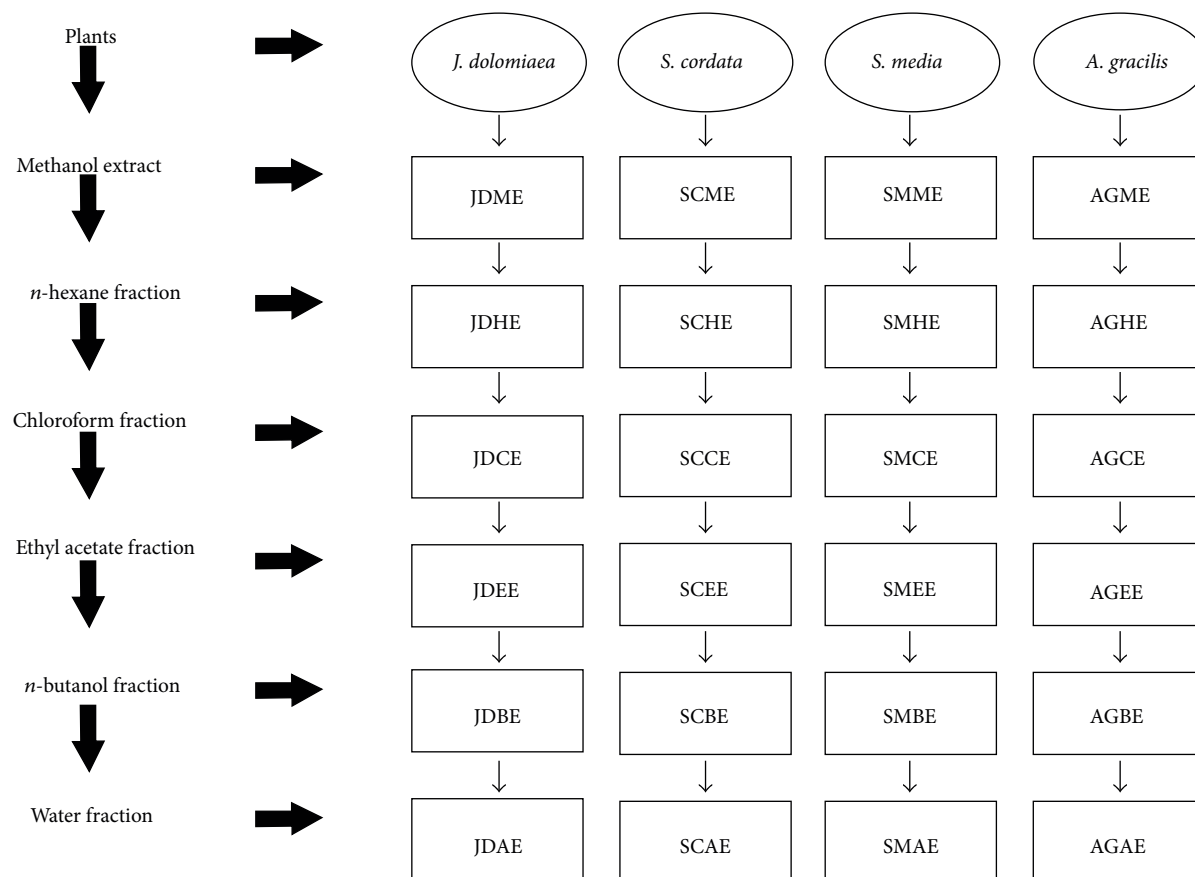 Plants
J. dolomiaea
S. cordata
S. media
A. gracilis
Methanol extract
JDME
SCME
SMME
AGME
n-hexane fraction
JDHE
SCHE
SMHE
AGHE
Chloroform fraction
JDCE
SCCE
SMCE
AGCE
Ethyl acetate fraction
JDEE
SCEE
SMEE
AGEE
n-butanol fraction
JDBE
SCBE
SMBE
AGBE
Water fraction
JDAE
SCAE
SMAE
AGAE